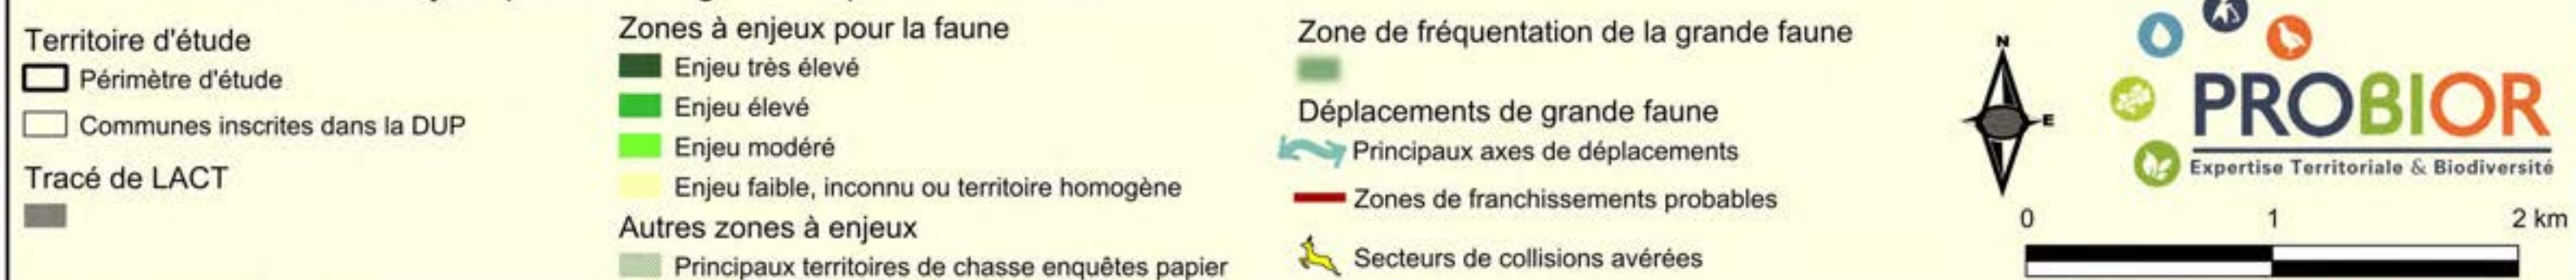 Territoire d'étude
Périmètre d'étude
Communes inscrites dans la DUP
Tracé de LACT
Zones à enjeux pour la faune
Enjeu très élevé
Enjeu élevé
Enjeu modéré
Enjeu faible, inconnu ou territoire homogène
Autres zones à enjeux
Principaux territoires de chasse enquêtes papier
Zone de fréquentation de la grande faune
Déplacements de grande faune
Principaux axes de déplacements
Zones de franchissements probables
Secteurs de collisions avérées
N
E
PROBIOR
Expertise Territoriale & Biodiversité
0 1 2 km